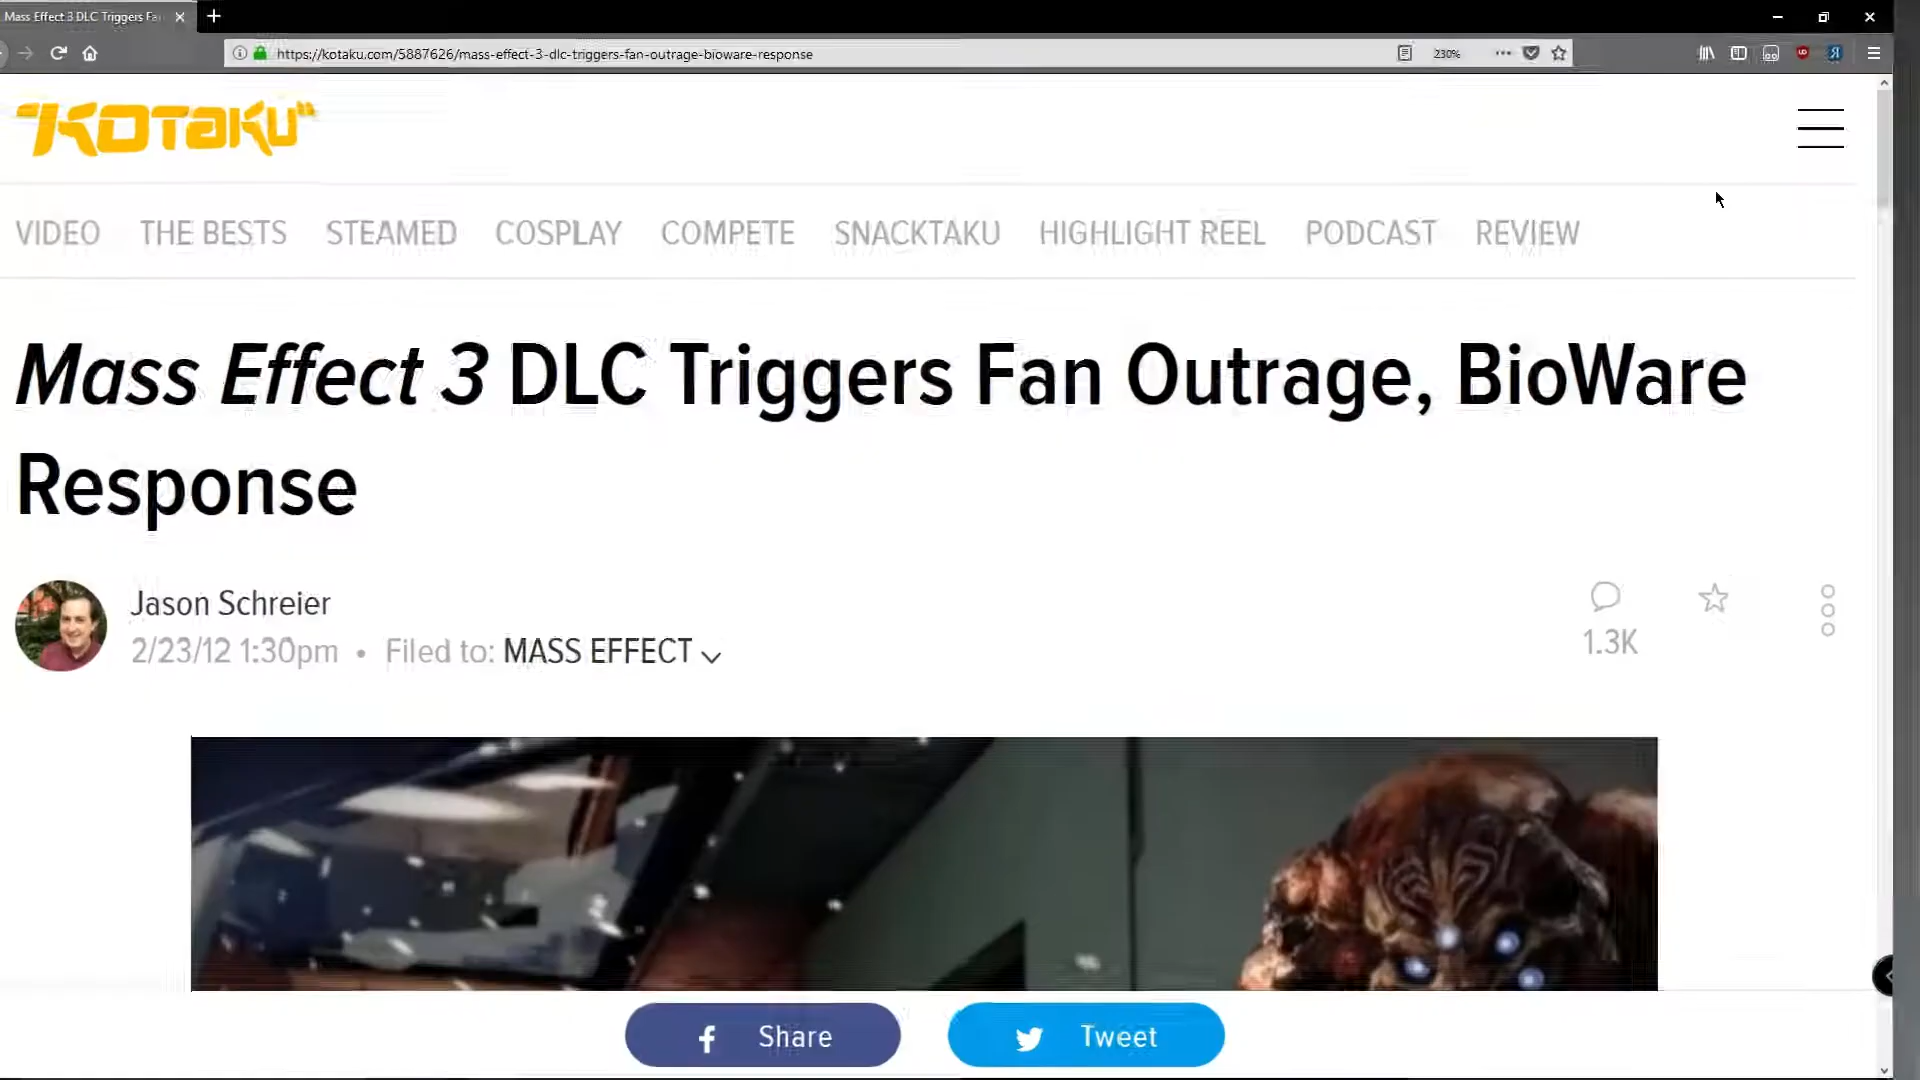 Mass Effect 3 DLC Triggers Fa
https://kotaku.com/5887626/mass-effect-3-dlc-triggers-fan-outrage-bioware-response
230%
"KOTAKU"
VIDEO THE BESTS STEAMED COSPLAY COMPETE SNACKTAKU HIGHLIGHT REEL PODCAST REVIEW
Mass Effect 3 DLC Triggers Fan Outrage, BioWare
Response
Jason Schreier
2/23/12 1:30pm • Filed to: MASS EFFECT
1.3K
Share
Tweet